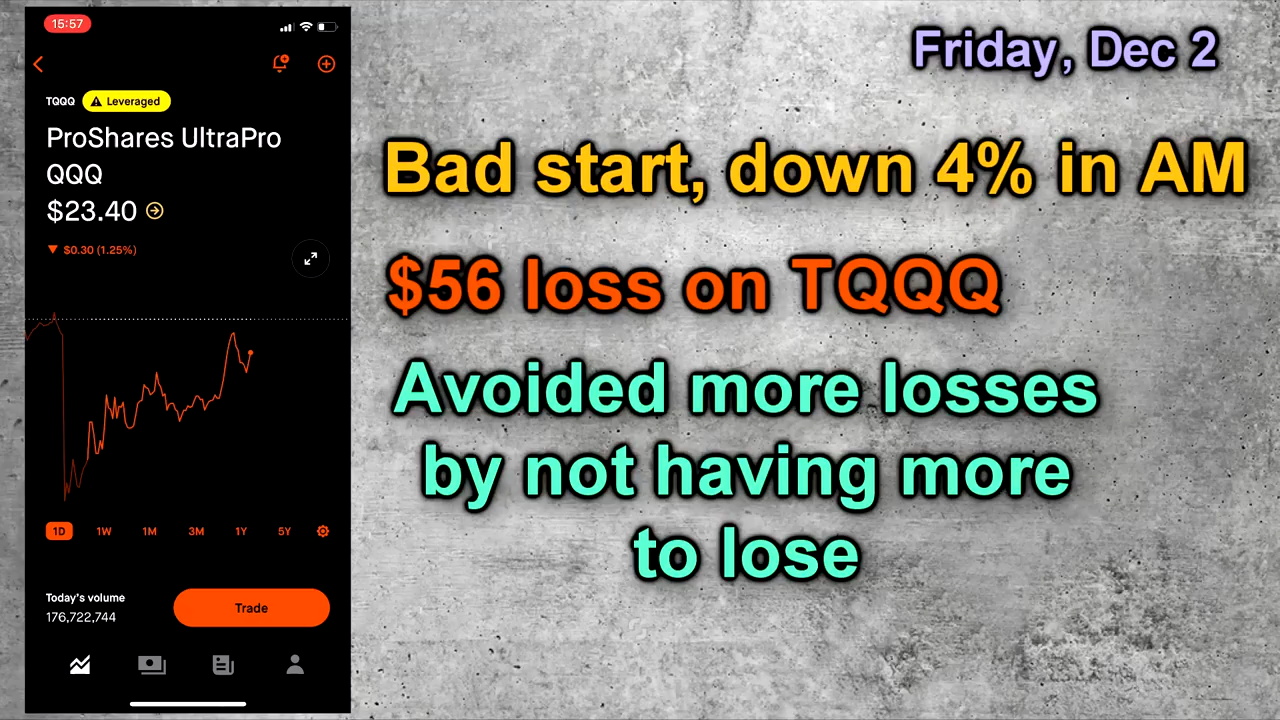 15:57
TQQQ Leveraged
ProShares UltraPro
QQQ
$23.40
$0.30 (1.25%)
1D 1W 1M 3M 1Y 5Y
Today's volume
176,722,744
Trade
Friday, Dec 2
Bad start, down 4% in AM
$56 loss on TQQQ
Avoided more losses
by not having more
to lose